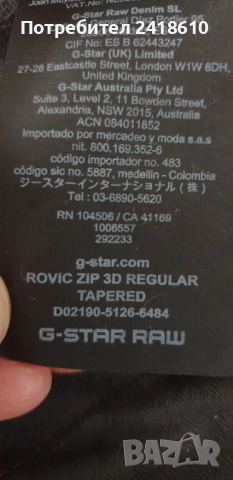 Потребител 2418610
VAT.No:
G-Star Raw Denim SL
General Diez Porlier 95
CIF No: ES B 62443247
G-Star (UK) Limited
27-28 Eastcastle Street, London W1W 8DH,
United Kingdom
G-Star Australia Pty Ltd
Suite 3, Level 2, 11 Bowden Street,
Alexandria, NSW 2015, Australia
ACN 084011852
Importado por mercadeo y moda s.a.s
nit. 800.169.352-6
código importador no. 483
código sic no. 5887, medellin - Colombia
ジースターインターナショナル(株)
Tel : 03-6890-5620
RN 104506 / CA 41169
1006557
292233
g-star.com
ROVIC ZIP 3D REGULAR
TAPERED
D02190-5126-6484
G-STAR RAW
BAZAR